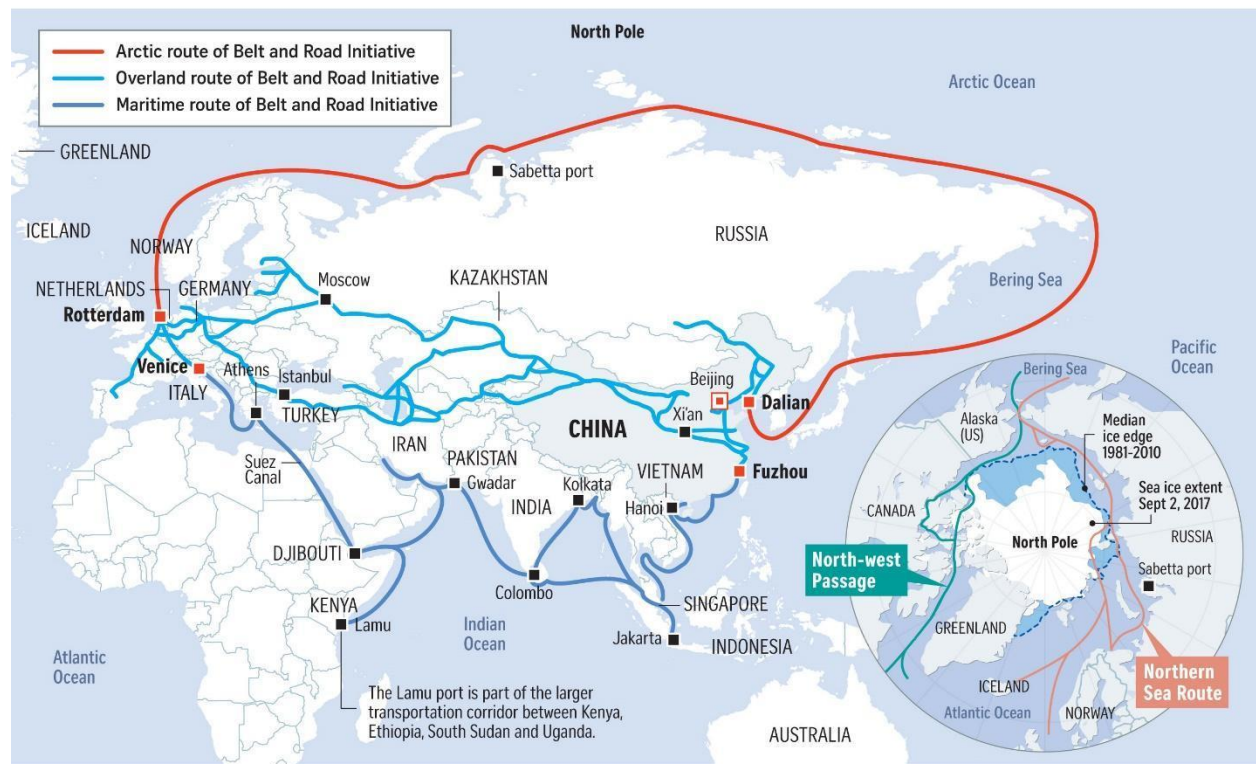 North Pole
Arctic route of Belt and Road Initiative
Overland route of Belt and Road Initiative
Maritime route of Belt and Road Initiative
Arctic Ocean
GREENLAND
Sabetta port
ICELAND
NORWAY
RUSSIA
Bering Sea
NETHERLANDS
GERMANY
Moscow
KAZAKHSTAN
Rotterdam
Pacific
Ocean
Venice
Athens
Istanbul
ITALY
TURKEY
Beijing
Dalian
Xi'an
CHINA
IRAN
Suez
Canal
PAKISTAN
Gwadar
VIETNAM
Fuzhou
Kolkata
INDIA
Hanoi
DJIBOUTI
Colombo
SINGAPORE
KENYA
Lamu
Indian
Ocean
Jakarta
INDONESIA
Atlantic
Ocean
The Lamu port is part of the larger
transportation corridor between Kenya,
Ethiopia, South Sudan and Uganda.
AUSTRALIA
Bering Sea
Alaska
(US)
Median
ice edge
1981-2010
Sea ice extent
Sept 2, 2017
CANADA
North Pole
RUSSIA
North-west
Passage
Sabetta port
GREENLAND
Northern
Sea Route
ICELAND
Atlantic Ocean
NORWAY